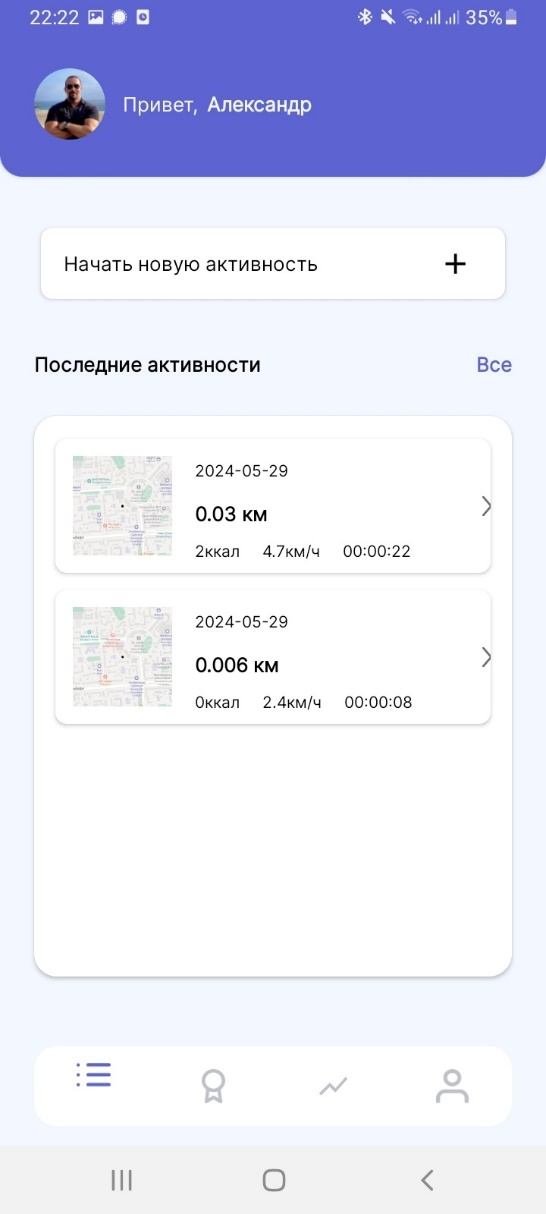 22:22 35%
Привет, Александр
Начать новую активность
Последние активности Все
2024-05-29
0.03 км
2ккал 4.7км/ч 00:00:22
2024-05-29
0.006 км
0ккал 2.4км/ч 00:00:08